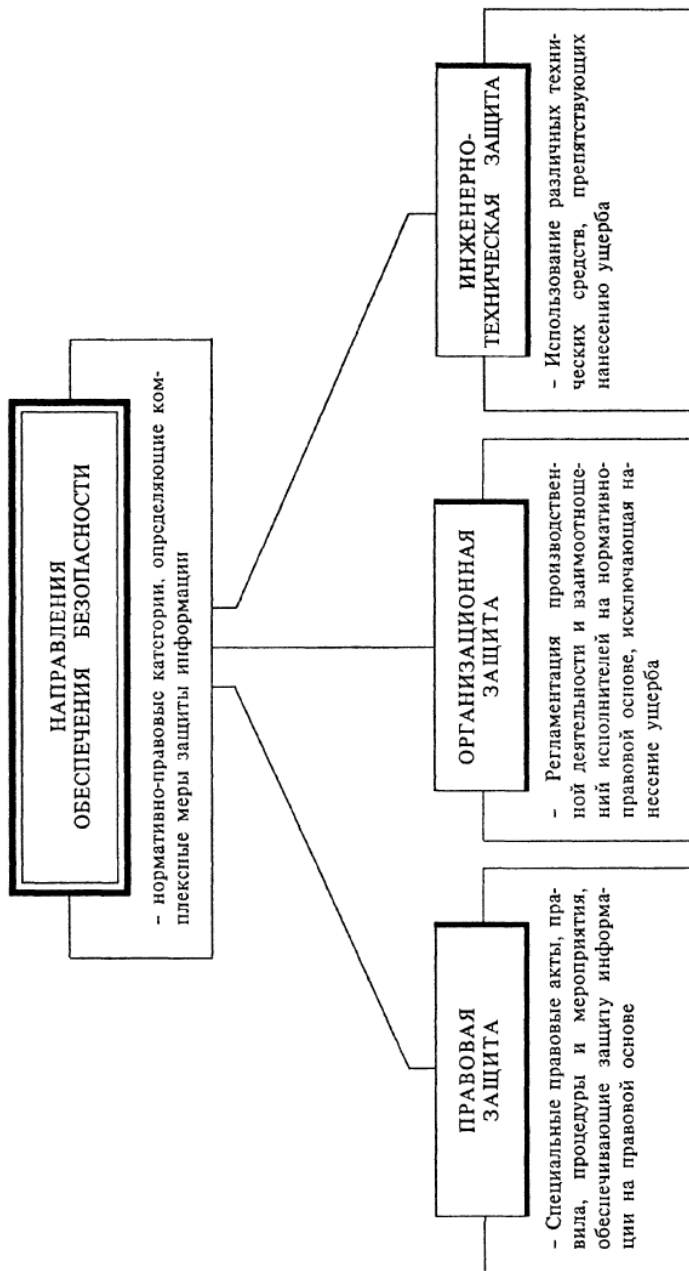 НАПРАВЛЕНИЯ
ОБЕСПЕЧЕНИЯ БЕЗОПАСНОСТИ
– нормативно-правовые категории, определяющие ком-
плексные меры защиты информации
ПРАВОВАЯ
ЗАЩИТА
– Специальные правовые акты, пра-
вила, процедуры и мероприятия,
обеспечивающие защиту информа-
ции на правовой основе
ОРГАНИЗАЦИОННАЯ
ЗАЩИТА
– Регламентация производствен-
ной деятельности и взаимоотноше-
ний исполнителей на нормативно-
правовой основе, исключающая на-
несение ущерба
ИНЖЕНЕРНО-
ТЕХНИЧЕСКАЯ ЗАЩИТА
– Использование различных техни-
ческих средств, препятствующих
нанесению ущерба